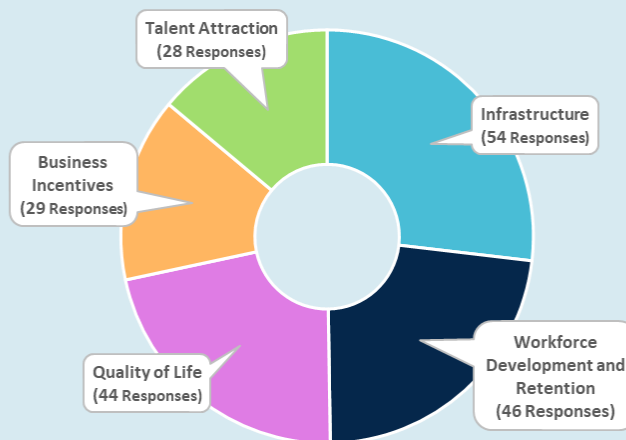 Talent Attraction
(28 Responses)
Infrastructure
(54 Responses)
Business
Incentives
(29 Responses)
Workforce
Development and
Retention
(46 Responses)
Quality of Life
(44 Responses)